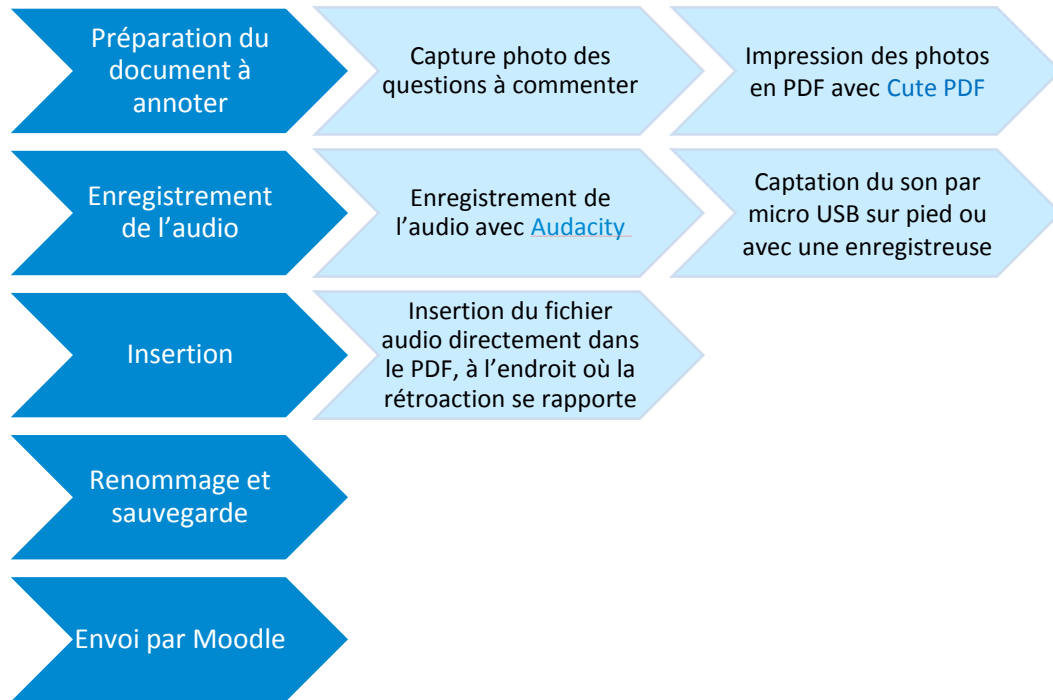 Préparation du
document à
annoter
Capture photo des
questions à commenter
Impression des photos
en PDF avec Cute PDF
Enregistrement
de l’audio
Enregistrement de
l’audio avec Audacity
Captation du son par
micro USB sur pied ou
avec une enregistreuse
Insertion
Insertion du fichier
audio directement dans
le PDF, à l’endroit où la
rétroaction se rapporte
Renommage et
sauvegarde
Envoi par Moodle